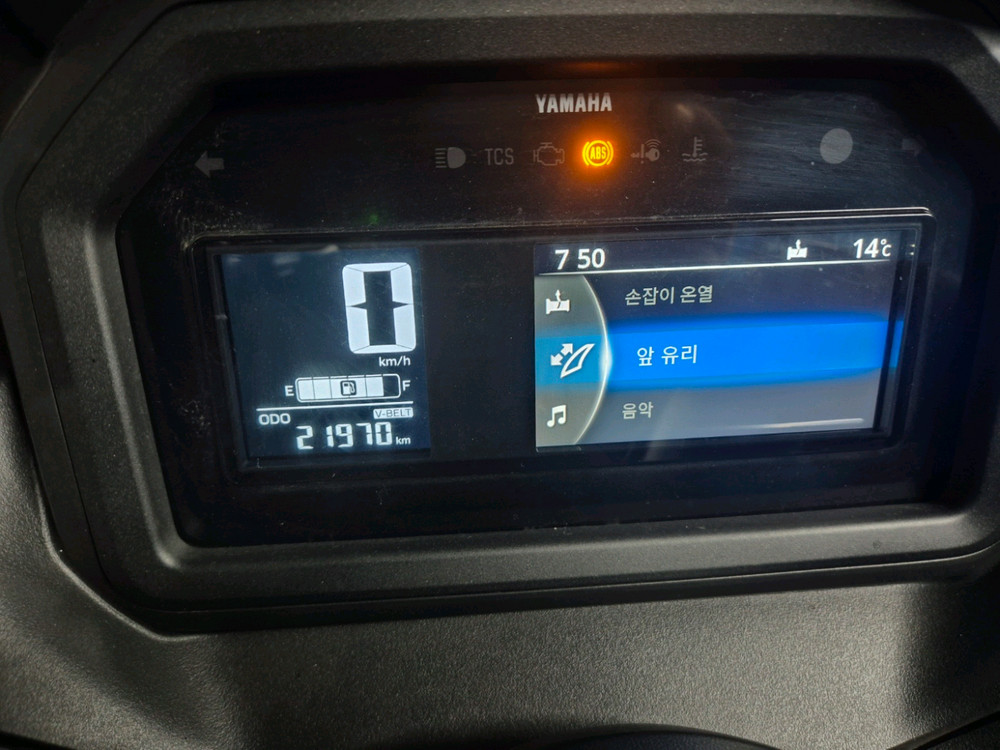 YAMAHA
TCS
ABS
0
km/h
E F
ODO V-BELT
21970 km
7 50 14℃
손잡이 온열
앞 유리
음악